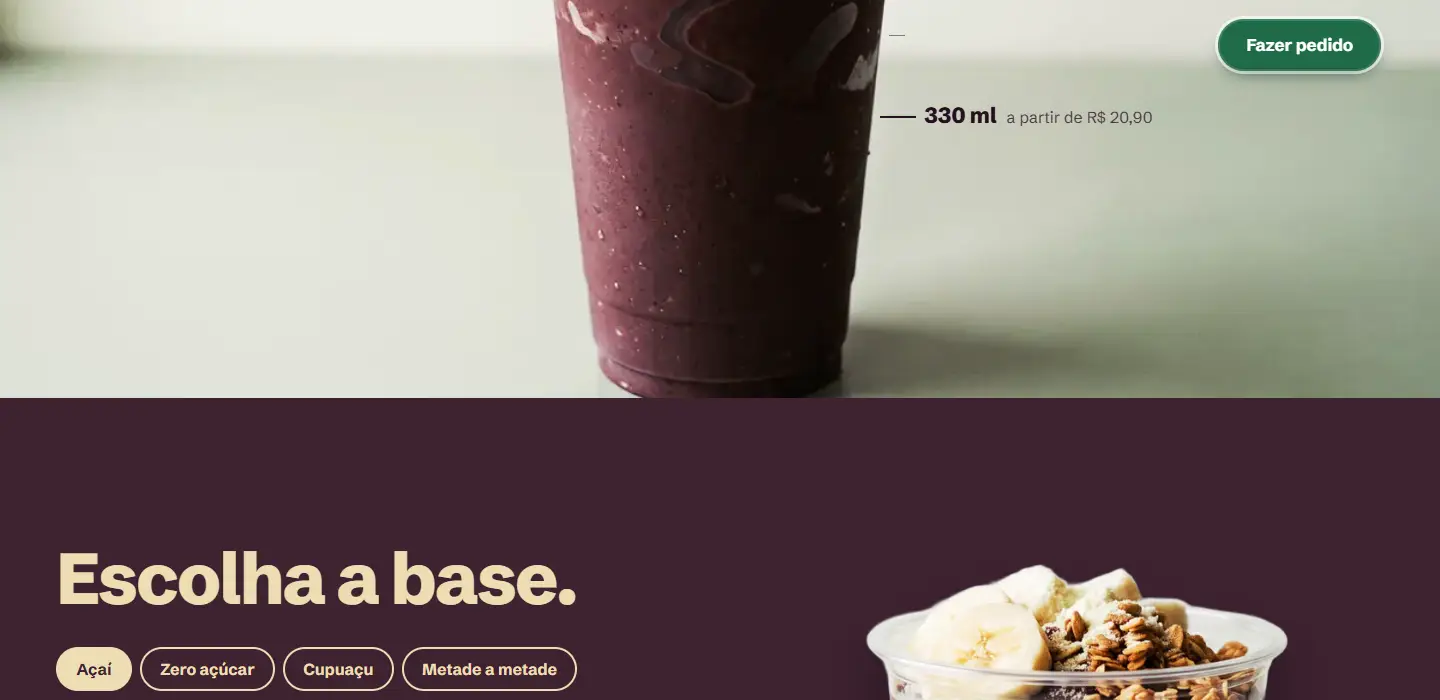 Fazer pedido
330 ml a partir de R$ 20,90
Escolha a base.
Açaí
Zero açúcar
Cupuaçu
Metade a metade